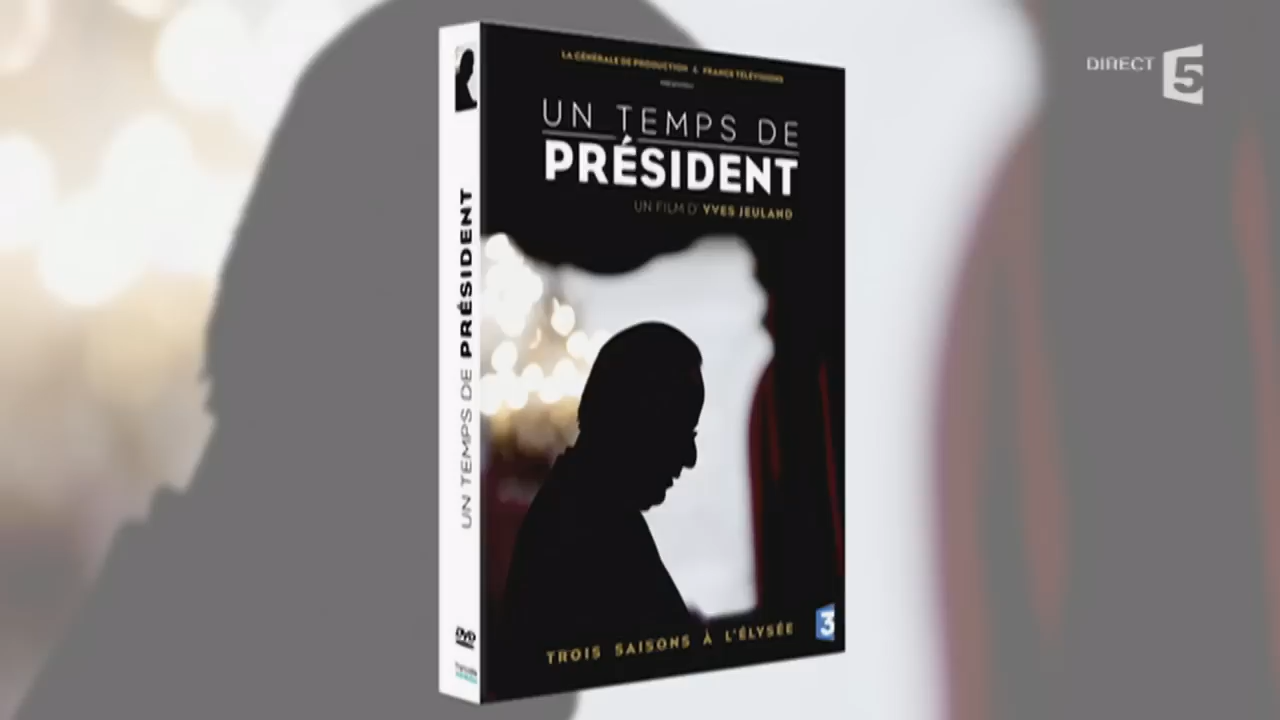 DIRECT 5
LA GÉNÉRALE DE PRODUCTION & FRANCE TÉLÉVISIONS
UN TEMPS DE
PRÉSIDENT
UN FILM D' YVES JEULAND
TROIS SAISONS À L'ÉLYSÉE
3
UN TEMPS DE PRÉSIDENT
DVD